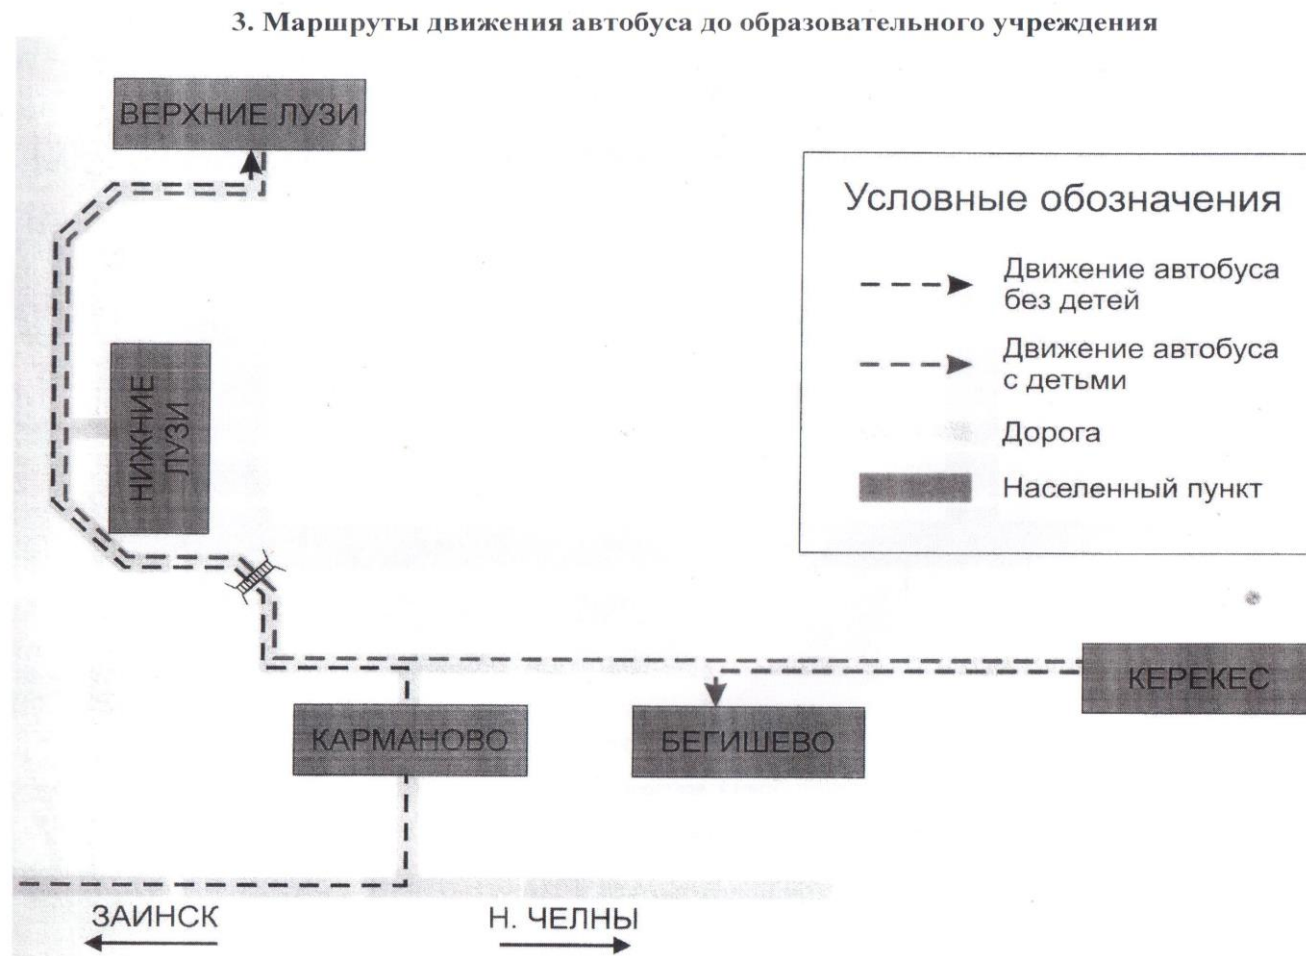 3. Маршруты движения автобуса до образовательного учреждения
ВЕРХНИЕ ЛУЗИ
Условные обозначения
Движение автобуса
без детей
Движение автобуса
с детьми
Дорога
Населенный пункт
НИЖНИЕ
ЛУЗИ
КЕРЕКЕС
КАРМАНОВО
БЕГИШЕВО
ЗАИНСК
Н. ЧЕЛНЫ